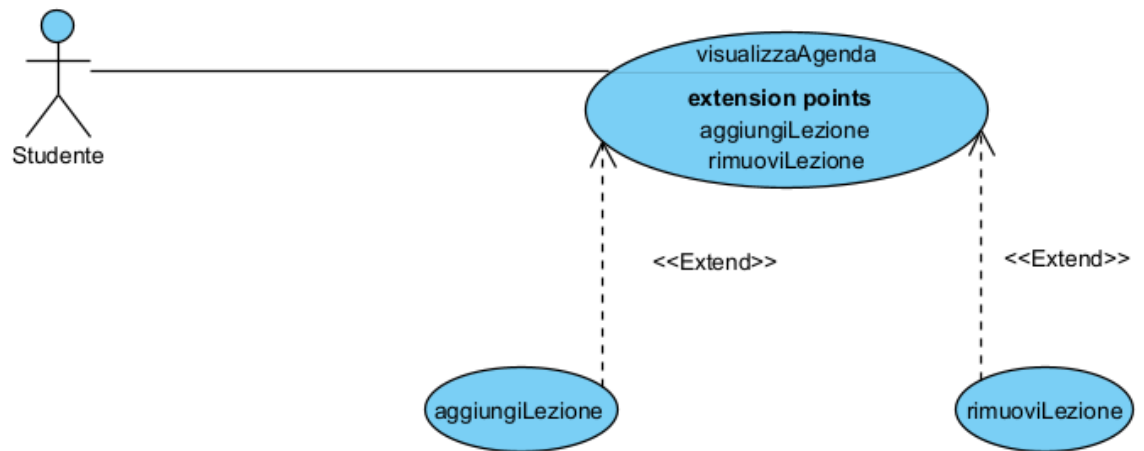 visualizzaAgenda
extension points
aggiungiLezione
rimuoviLezione
Studente
<<Extend>>
<<Extend>>
aggiungiLezione
rimuoviLezione